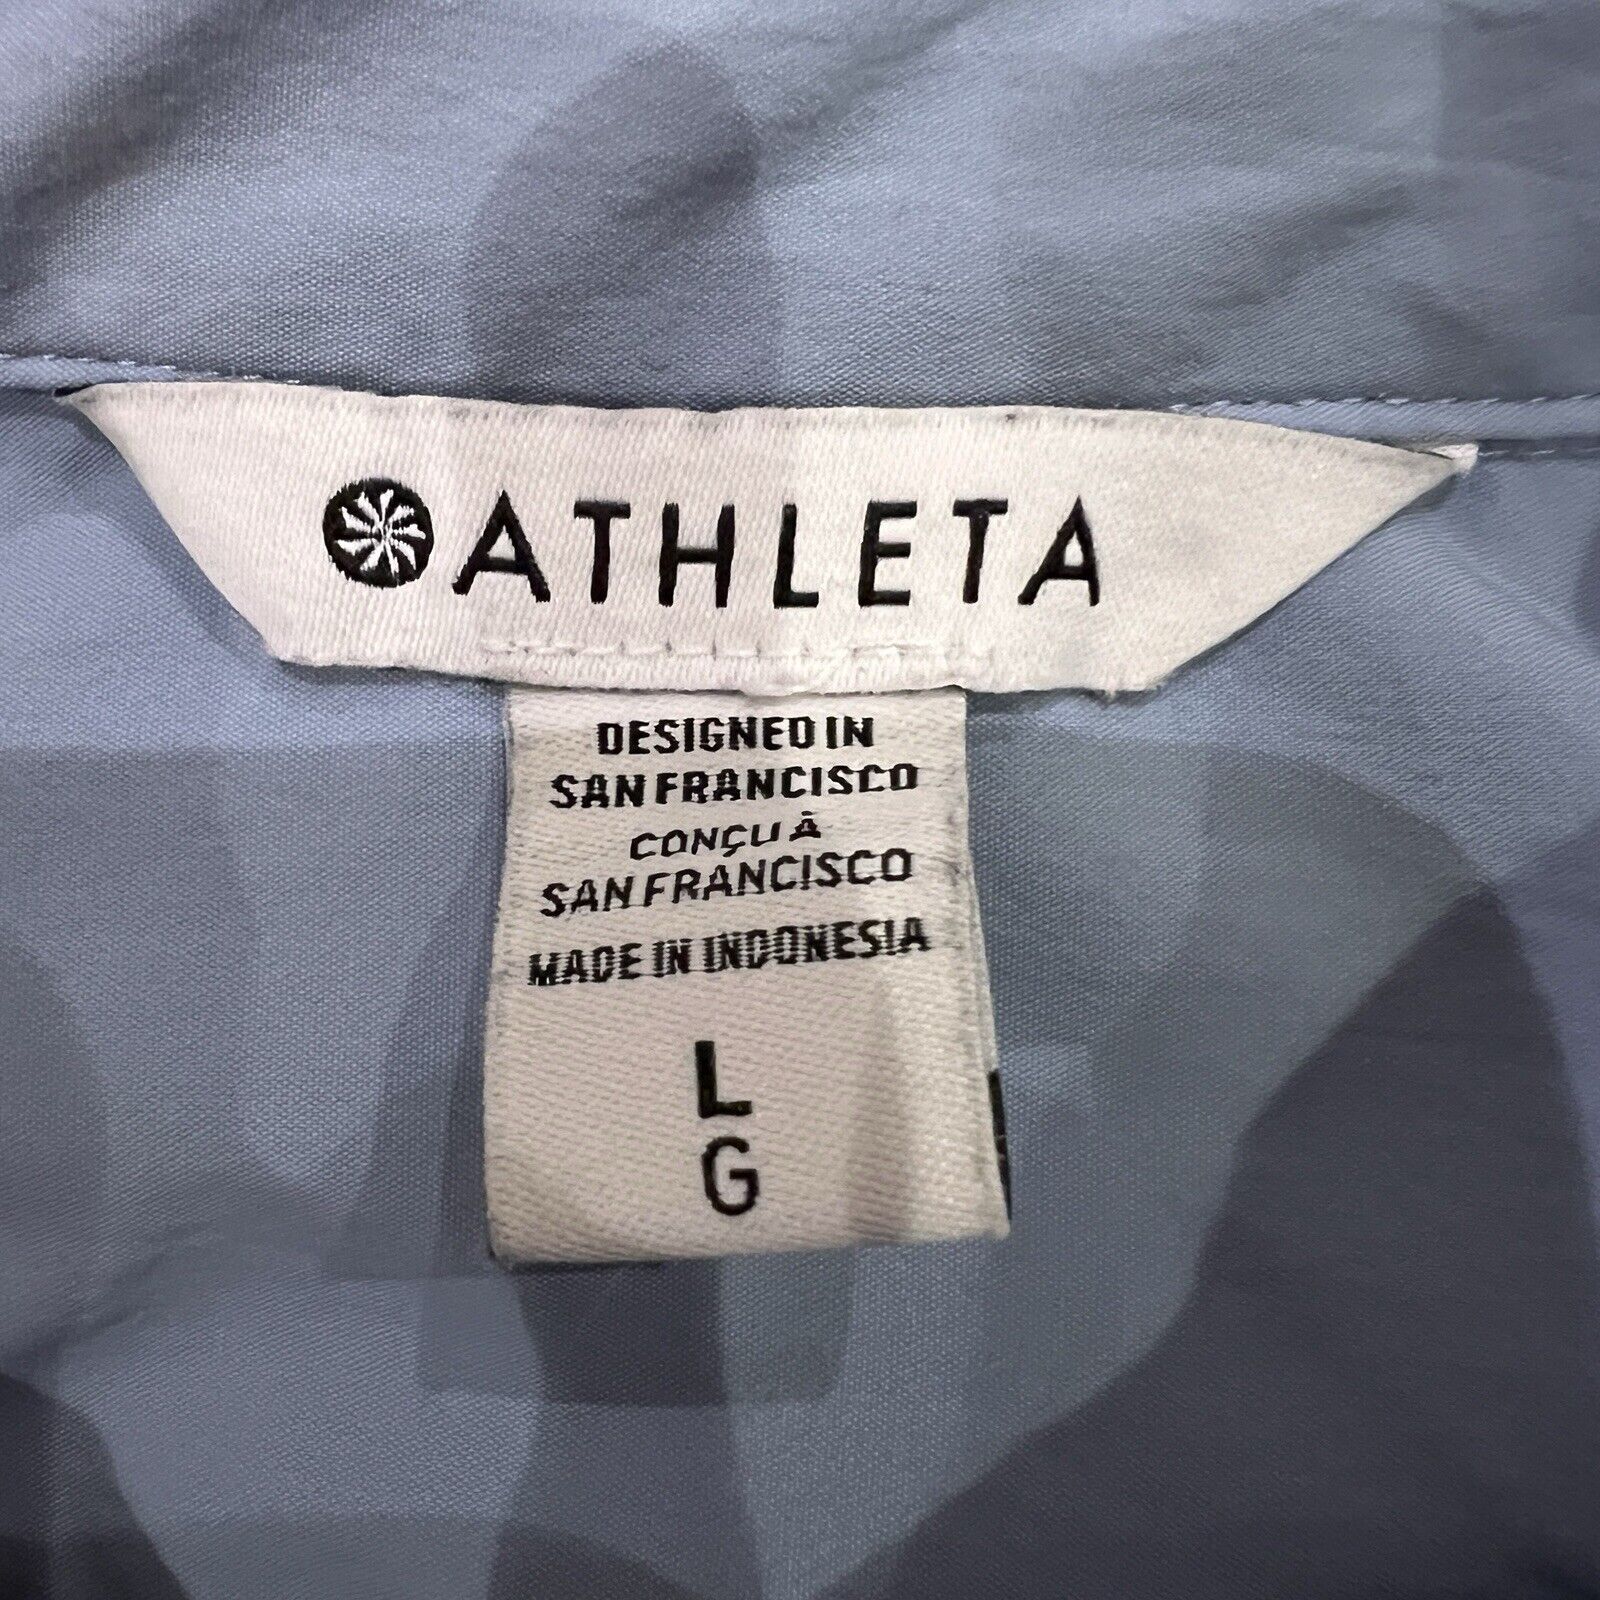 ATHLETA
DESIGNED IN
SAN FRANCISCO
CONÇU À
SAN FRANCISCO
MADE IN INDONESIA
L
G